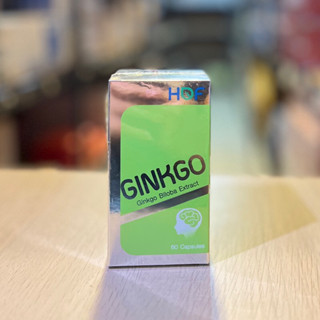 HOF
GINKGO
Ginkgo Biloba Extract
60 Capsules